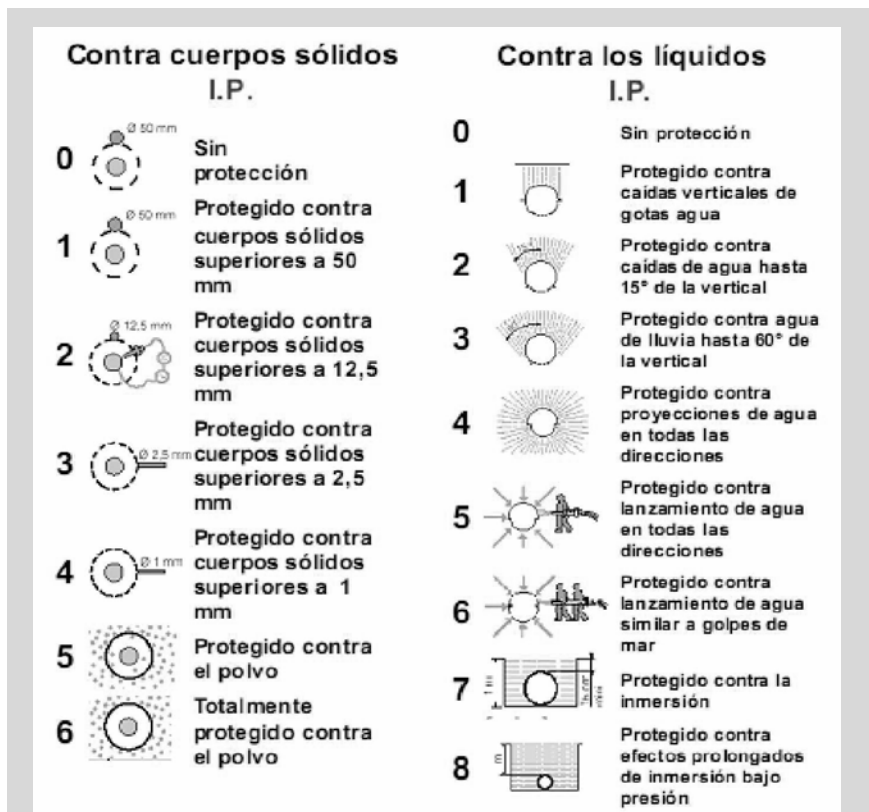 Contra cuerpos sólidos
I.P.
0
Ø 50 mm
Sin
protección
1
Ø 50 mm
Protegido contra
cuerpos sólidos
superiores a 50
mm
2
Ø 12,5 mm
Protegido contra
cuerpos sólidos
superiores a 12,5
mm
3
Ø 2,5 mm
Protegido contra
cuerpos sólidos
superiores a 2,5
mm
4
Ø 1 mm
Protegido contra
cuerpos sólidos
superiores a 1
mm
5
Protegido contra
el polvo
6
Totalmente
protegido contra
el polvo
Contra los líquidos
I.P.
0
Sin protección
1
Protegido contra
caídas verticales de
gotas agua
2
Protegido contra
caídas de agua hasta
15° de la vertical
3
Protegido contra agua
de lluvia hasta 60° de
la vertical
4
Protegido contra
proyecciones de agua
en todas las
direcciones
5
Protegido contra
lanzamiento de agua
en todas las
direcciones
6
Protegido contra
lanzamiento de agua
similar a golpes de
mar
7
Protegido contra la
inmersión
8
m
Protegido contra
efectos prolongados
de inmersión bajo
presión